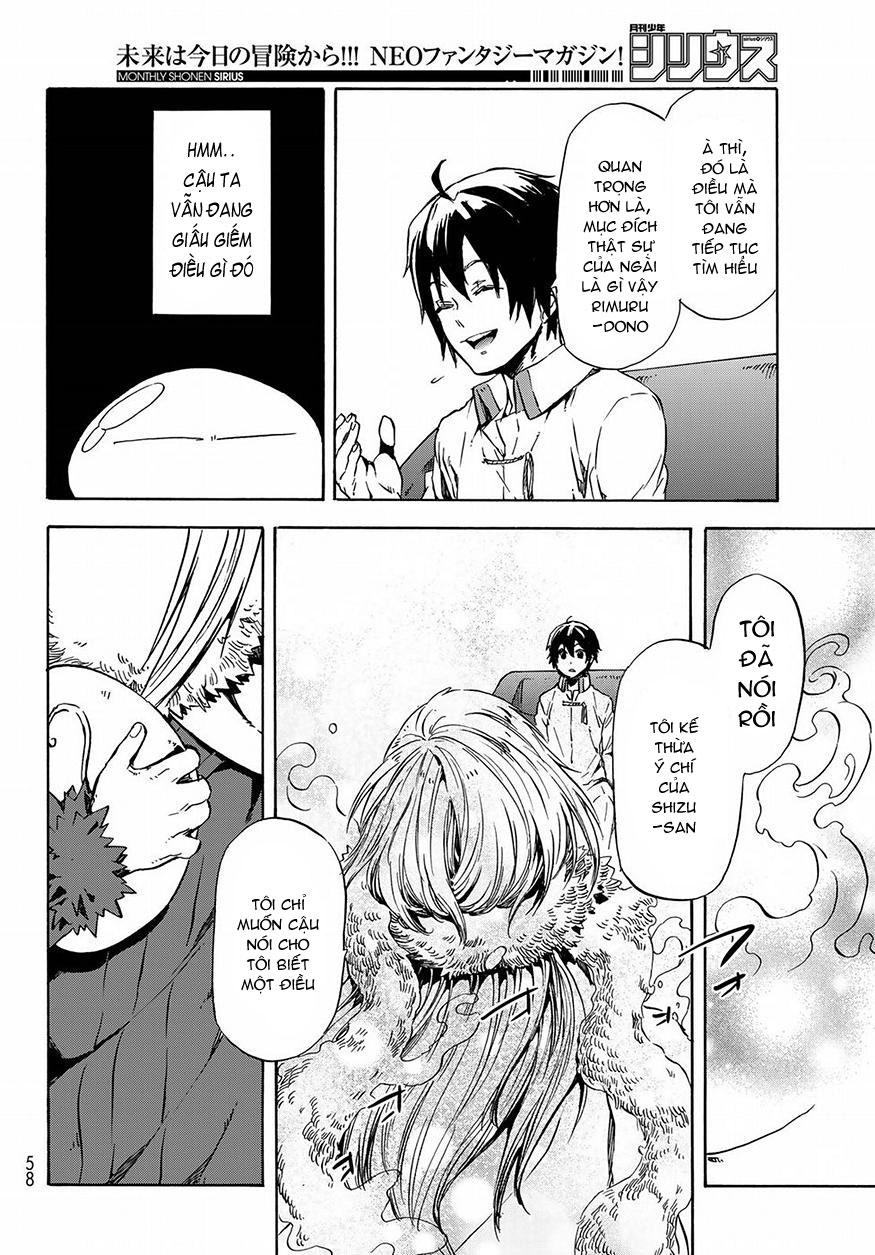 未来は今日の冒険から!!! NEOファンタジーマガジン!
月刊少年
シリウス
MONTHLY SHONEN SIRIUS
À THÌ,
ĐÓ LÀ
ĐIỀU MÀ
TÔI VẪN
ĐANG
TIẾP TỤC
TÌM HIỂU
QUAN
TRỌNG
HƠN LÀ,
MỤC ĐÍCH
THẬT SỰ
CỦA NGÀI
LÀ GÌ VẬY
RIMURU
-DONO
HMM..
CẬU TA
VẪN ĐANG
GIẤU GIẾM
ĐIỀU GÌ ĐÓ
TÔI
ĐÃ
NÓI
RỒI
TÔI KẾ
THỪA
Ý CHÍ
CỦA
SHIZU
-SAN
TÔI CHỈ
MUỐN CẬU
NÓI CHO
TÔI BIẾT
MỘT ĐIỀU
58